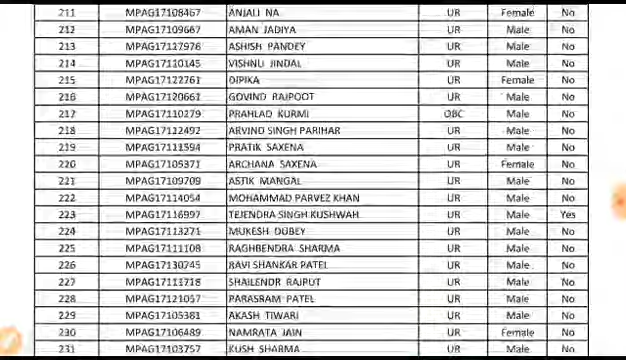 211 MPAG17108467 ANJALI NA UR Female No
212 MPAG17109667 AMAN JADIYA UR Male No
213 MPAG17127976 ASHISH PANDEY UR Male No
214 MPAG17110145 VISHNU JINDAL UR Male No
215 MPAG17122761 DIPIKA UR Female No
216 MPAG17120661 GOVIND RAJPOOT UR Male No
217 MPAG17110279 PRAHLAD KURMI OBC Male No
218 MPAG17112492 ARVIND SINGH PARIHAR UR Male No
219 MPAG17111594 PRATIK SAXENA UR Male No
220 MPAG17105371 ARCHANA SAXENA UR Female No
221 MPAG17109709 ASTIK MANGAL UR Male No
222 MPAG17114054 MOHAMMAD PARVEZ KHAN UR Male No
223 MPAG17116997 TEJENDRA SINGH KUSHWAH UR Male Yes
224 MPAG17113271 MUKESH DUBEY UR Male No
225 MPAG17111108 RAGHBENDRA SHARMA UR Male No
226 MPAG17130745 RAVI SHANKAR PATEL UR Male No
227 MPAG17111718 SHAILENDR RAJPUT UR Male No
228 MPAG17121057 PARASRAM PATEL UR Male No
229 MPAG17105381 AKASH TIWARI UR Male No
230 MPAG17106489 NAMRATA JAIN UR Female No
231 MPAG17103757 KUSH SHARMA UR Male No